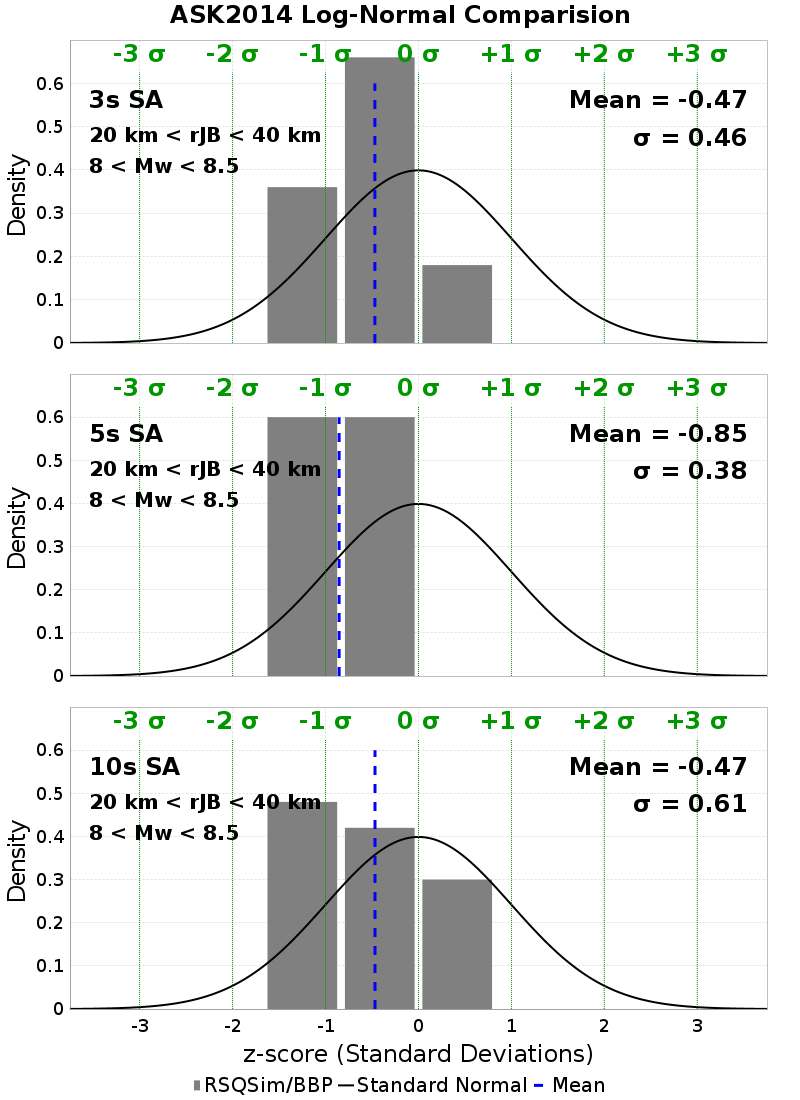 ASK2014 Log-Normal Comparision
-3 σ -2 σ -1 σ 0 σ +1 σ +2 σ +3 σ
3s SA
20 km < rJB < 40 km
8 < Mw < 8.5
Mean = -0.47
σ = 0.46
Density
0.6
0.5
0.4
0.3
0.2
0.1
0
-3 σ -2 σ -1 σ 0 σ +1 σ +2 σ +3 σ
5s SA
20 km < rJB < 40 km
8 < Mw < 8.5
Mean = -0.85
σ = 0.38
Density
0.6
0.5
0.4
0.3
0.2
0.1
0
-3 σ -2 σ -1 σ 0 σ +1 σ +2 σ +3 σ
10s SA
20 km < rJB < 40 km
8 < Mw < 8.5
Mean = -0.47
σ = 0.61
Density
0.6
0.5
0.4
0.3
0.2
0.1
0
-3 -2 -1 0 1 2 3
z-score (Standard Deviations)
RSQSim/BBP Standard Normal Mean